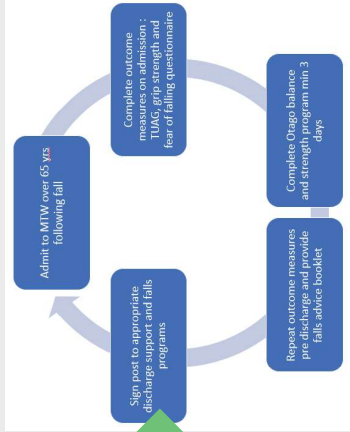 Admit to MTW over 65 yrs
following fall
Complete outcome
measures on admission :
TUAG, grip strength and
fear of falling questionnaire
Complete Otago balance
and strength program min 3
days
Repeat outcome measures
pre discharge and provide
falls advice booklet
Sign post to appropriate
discharge support and falls
programs